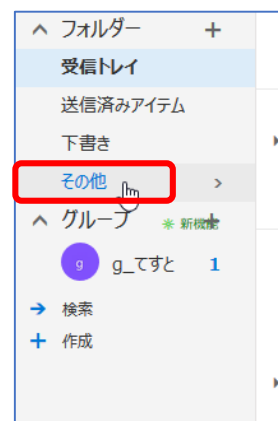 フォルダー
受信トレイ
送信済みアイテム
下書き
その他
グループ 新機能
g g_てすと 1
検索
作成